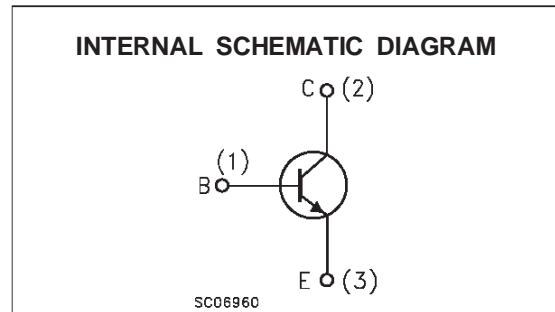 INTERNAL SCHEMATIC DIAGRAM
C (2)
(1)
B
E (3)
SC06960